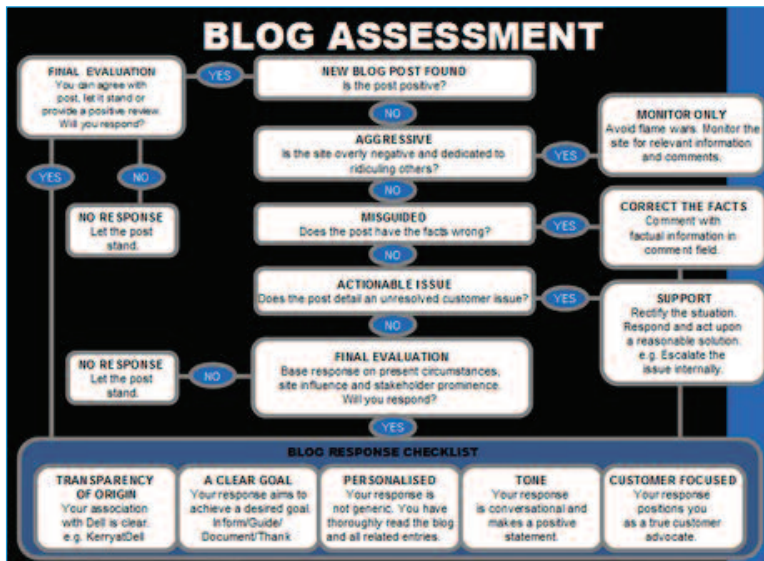 BLOG ASSESSMENT
FINAL EVALUATION
You can agree with
post, let it stand or
provide a positive review.
Will you respond?
YES
NEW BLOG POST FOUND
Is the post positive?
NO
AGGRESSIVE
Is the site overly negative and dedicated to
ridiculing others?
YES
MONITOR ONLY
Avoid flame wars. Monitor the
site for relevant information
and comments.
YES
NO
NO
NO RESPONSE
Let the post
stand.
MISGUIDED
Does the post have the facts wrong?
YES
CORRECT THE FACTS
Comment with
factual information in
comment field.
NO
ACTIONABLE ISSUE
Does the post detail an unresolved customer issue?
YES
SUPPORT
Rectify the situation.
Respond and act upon
a reasonable solution.
e.g. Escalate the
issue internally.
NO
NO RESPONSE
Let the post
stand.
NO
FINAL EVALUATION
Base response on present circumstances,
site influence and stakeholder prominence.
Will you respond?
YES
BLOG RESPONSE CHECKLIST
TRANSPARENCY
OF ORIGIN
Your association
with Dell is clear.
e.g. KerryatDell
A CLEAR GOAL
Your response aims to
achieve a desired goal.
Inform/Guide/
Document/Thank
PERSONALISED
Your response is
not generic. You have
thoroughly read the blog
and all related entries.
TONE
Your response
is conversational and
makes a positive
statement.
CUSTOMER FOCUSED
Your response
positions you
as a true customer
advocate.